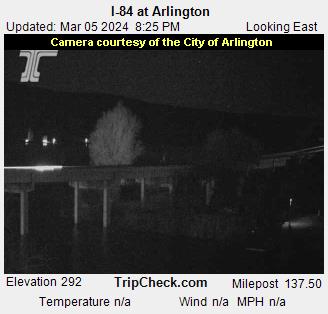 I-84 at Arlington
Updated: Mar 05 2024 8:25 PM Looking East
Camera courtesy of the City of Arlington
Elevation 292 TripCheck.com Milepost 137.50
Temperature n/a Wind n/a MPH n/a